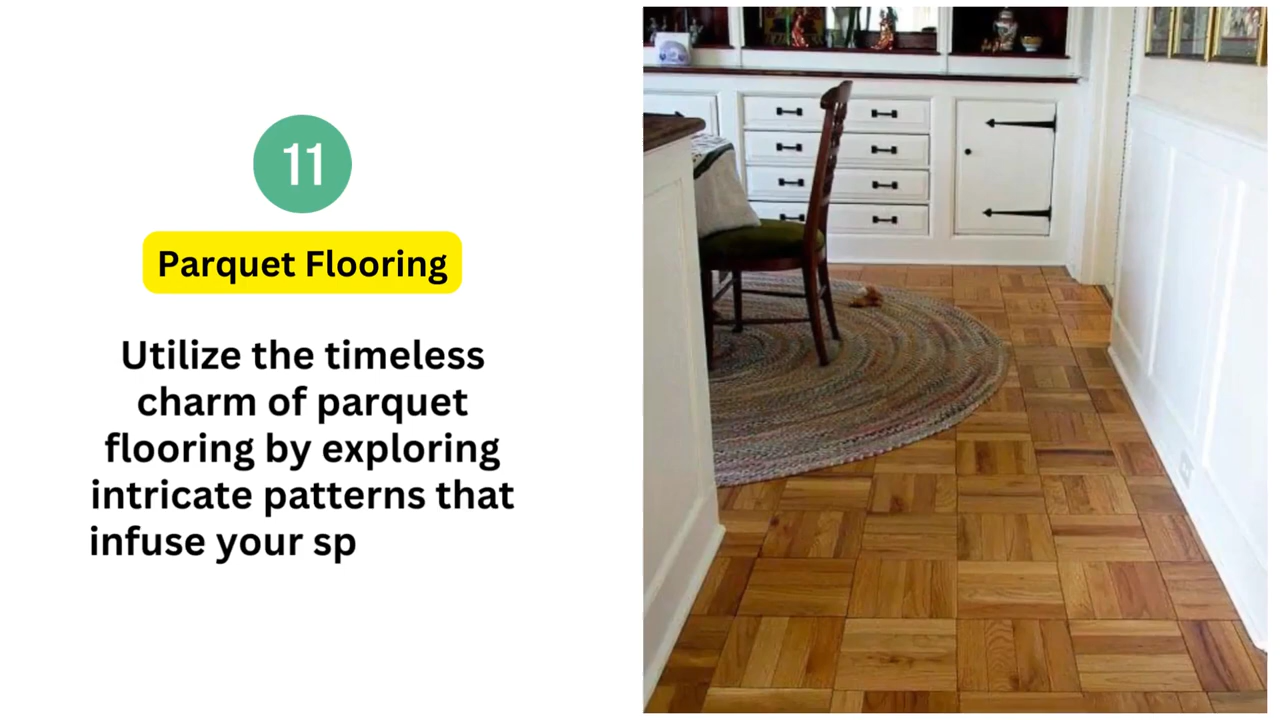 11
Parquet Flooring
Utilize the timeless
charm of parquet
flooring by exploring
intricate patterns that
infuse your sp